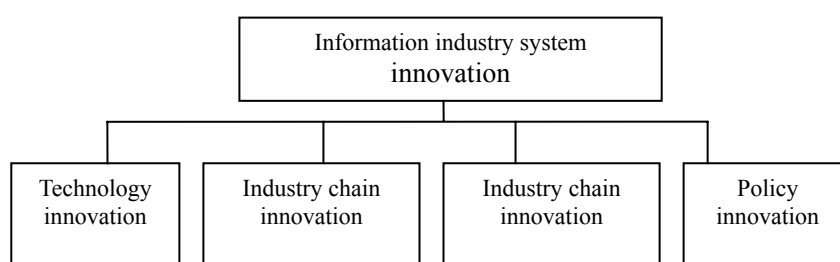 Information industry system
innovation
Technology
innovation
Industry chain
innovation
Industry chain
innovation
Policy
innovation